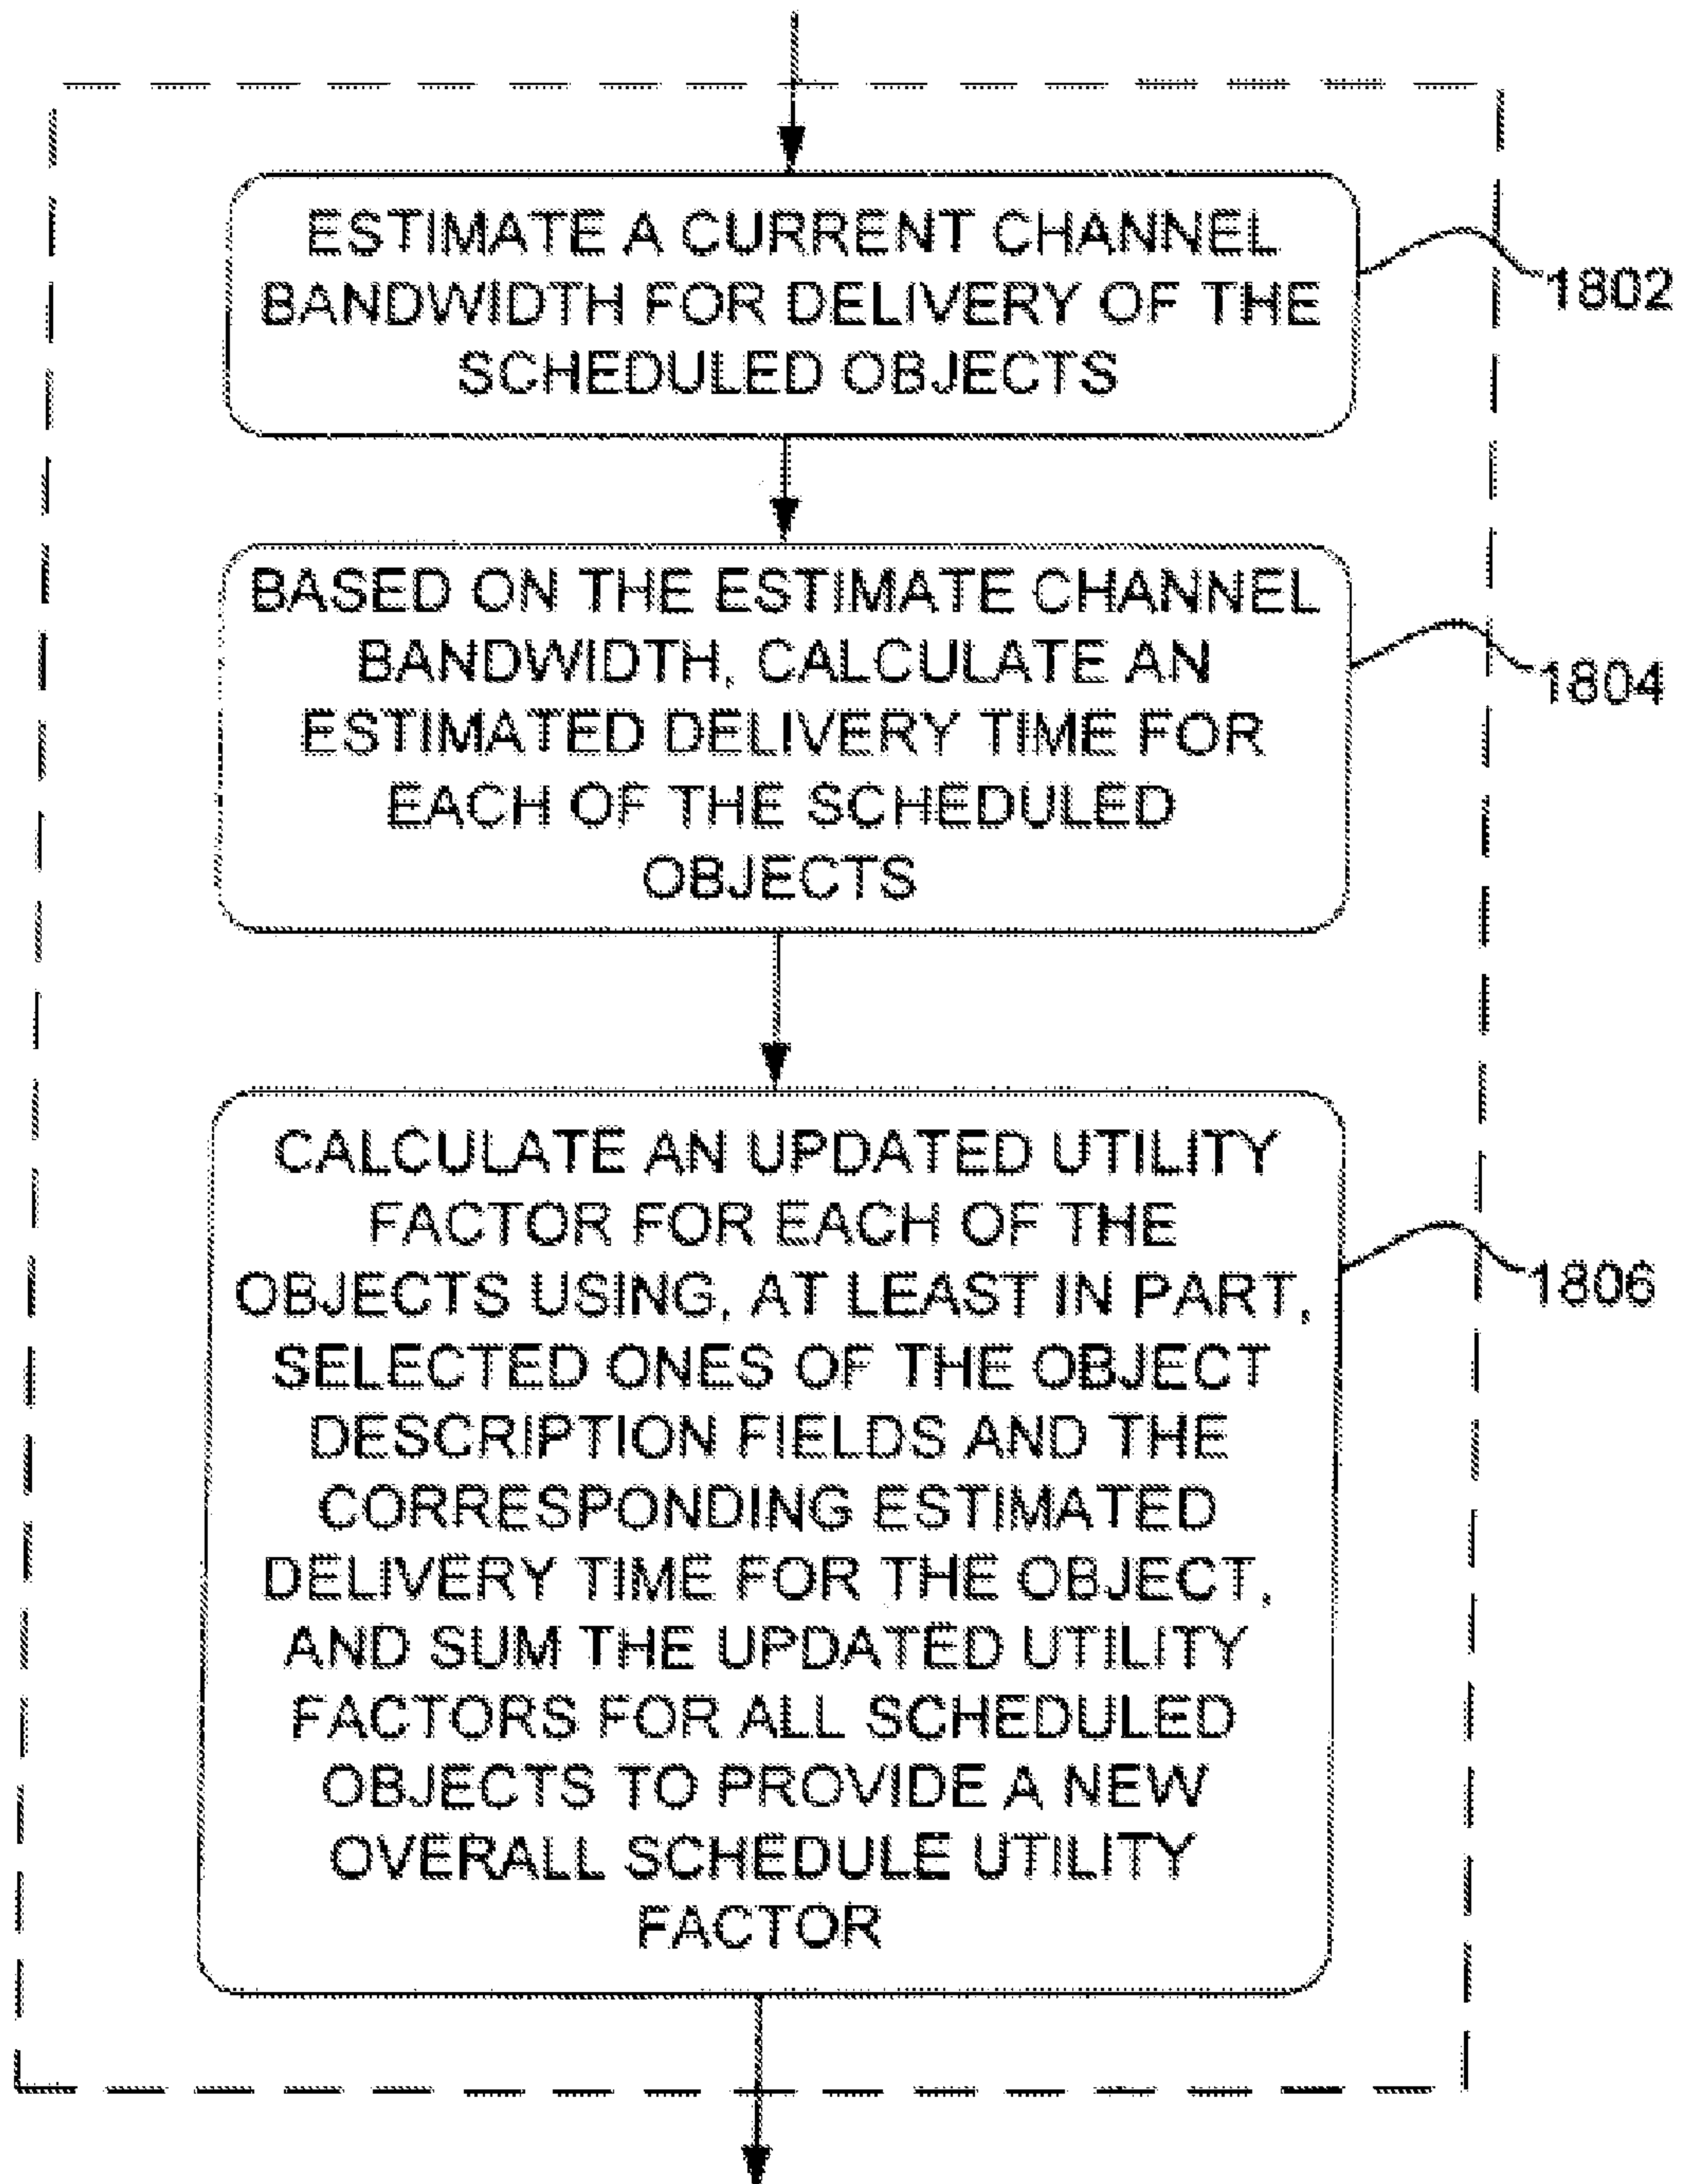 ESTIMATE A CURRENT CHANNEL
BANDWIDTH FOR DELIVERY OF THE
SCHEDULED OBJECTS
1802
BASED ON THE ESTIMATE CHANNEL
BANDWIDTH, CALCULATE AN
ESTIMATED DELIVERY TIME FOR
EACH OF THE SCHEDULED
OBJECTS
1804
CALCULATE AN UPDATED UTILITY
FACTOR FOR EACH OF THE
OBJECTS USING, AT LEAST IN PART,
SELECTED ONES OF THE OBJECT
DESCRIPTION FIELDS AND THE
CORRESPONDING ESTIMATED
DELIVERY TIME FOR THE OBJECT,
AND SUM THE UPDATED UTILITY
FACTORS FOR ALL SCHEDULED
OBJECTS TO PROVIDE A NEW
OVERALL SCHEDULE UTILITY
FACTOR
1806